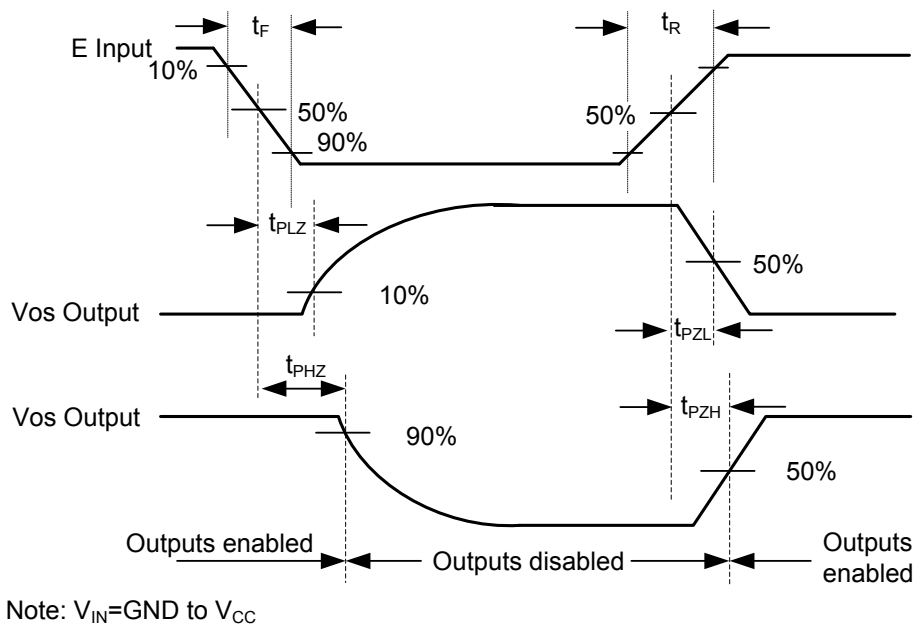 t_F
t_R
E Input
10%
50%
50%
90%
t_PLZ
50%
10%
Vos Output
t_PZL
t_PHZ
t_PZH
Vos Output
90%
50%
Outputs enabled
Outputs disabled
Outputs
enabled
Note: V_IN=GND to V_CC